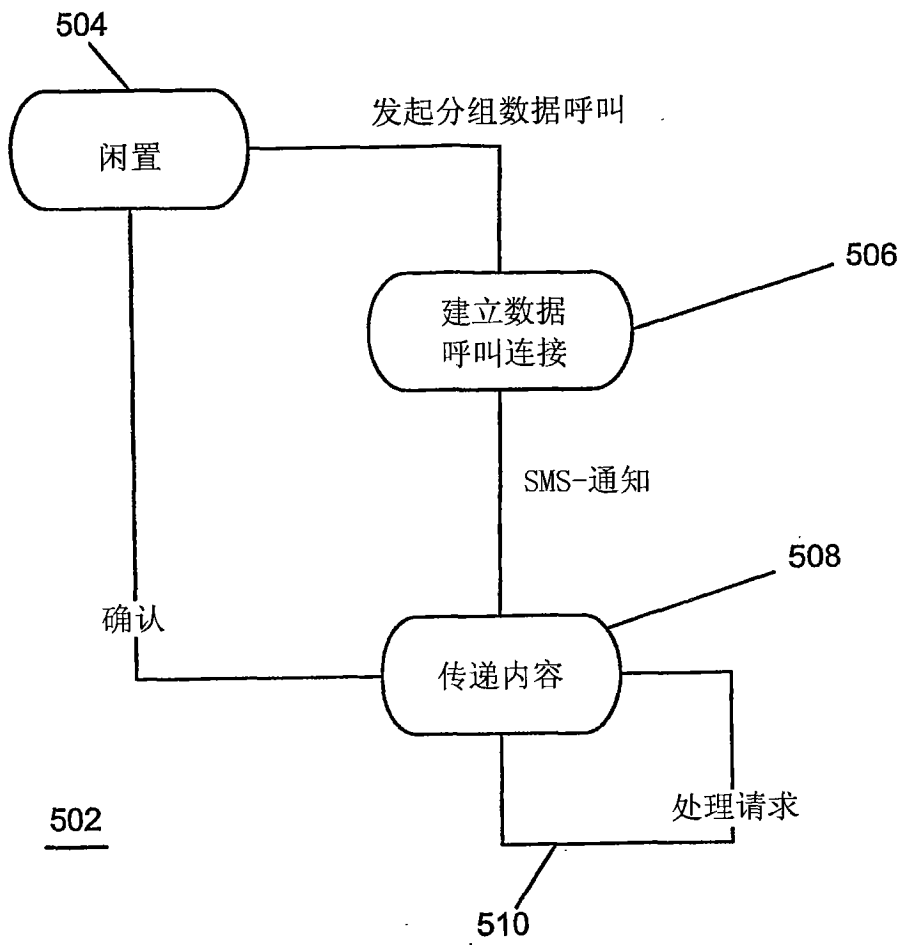 504
发起分组数据呼叫
闲置
506
建立数据
呼叫连接
SMS-通知
508
确认
传递内容
502
处理请求
510